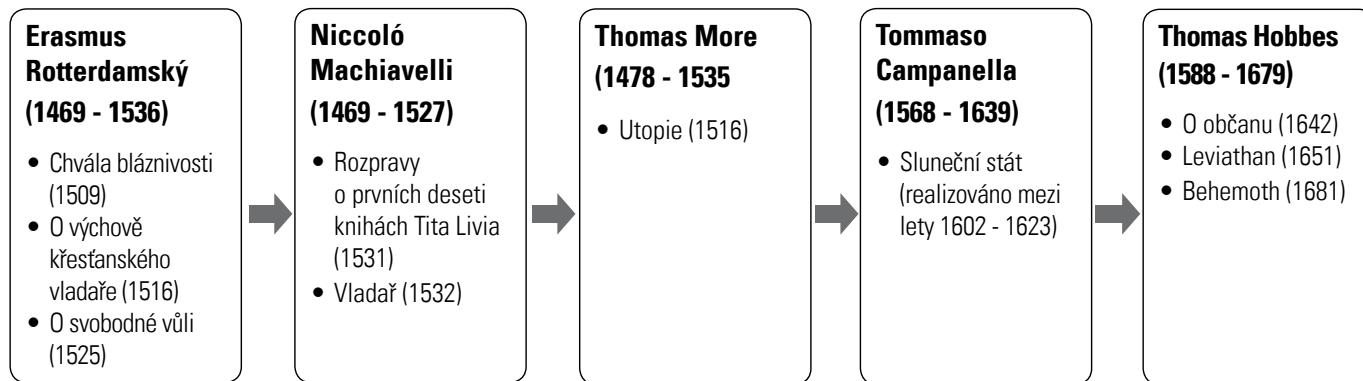 Erasmus
Rotterdamský
(1469 - 1536)
• Chvála bláznivosti
(1509)
• O výchově
křesťanského
vladaře (1516)
• O svobodné vůli
(1525)
Niccoló
Machiavelli
(1469 - 1527)
• Rozpravy
o prvních deseti
knihách Tita Livia
(1531)
• Vladař (1532)
Thomas More
(1478 - 1535
• Utopie (1516)
Tommaso
Campanella
(1568 - 1639)
• Sluneční stát
(realizováno mezi
lety 1602 - 1623)
Thomas Hobbes
(1588 - 1679)
• O občanu (1642)
• Leviathan (1651)
• Behemoth (1681)